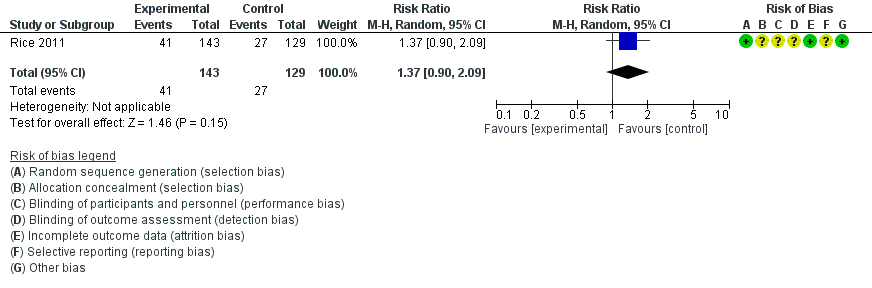 Experimental Control Risk Ratio Risk Ratio Risk of Bias
Study or Subgroup Events Total Events Total Weight M-H, Random, 95% CI M-H, Random, 95% CI A B C D E F G
Rice 2011 41 143 27 129 100.0% 1.37 [0.90, 2.09] + ? ? ? + ? +
Total (95% CI) 143 129 100.0% 1.37 [0.90, 2.09]
Total events 41 27
Heterogeneity: Not applicable
Test for overall effect: Z = 1.46 (P = 0.15)
0.1 0.2 0.5 1 2 5 10
Favours [experimental] Favours [control]
Risk of bias legend
(A) Random sequence generation (selection bias)
(B) Allocation concealment (selection bias)
(C) Blinding of participants and personnel (performance bias)
(D) Blinding of outcome assessment (detection bias)
(E) Incomplete outcome data (attrition bias)
(F) Selective reporting (reporting bias)
(G) Other bias